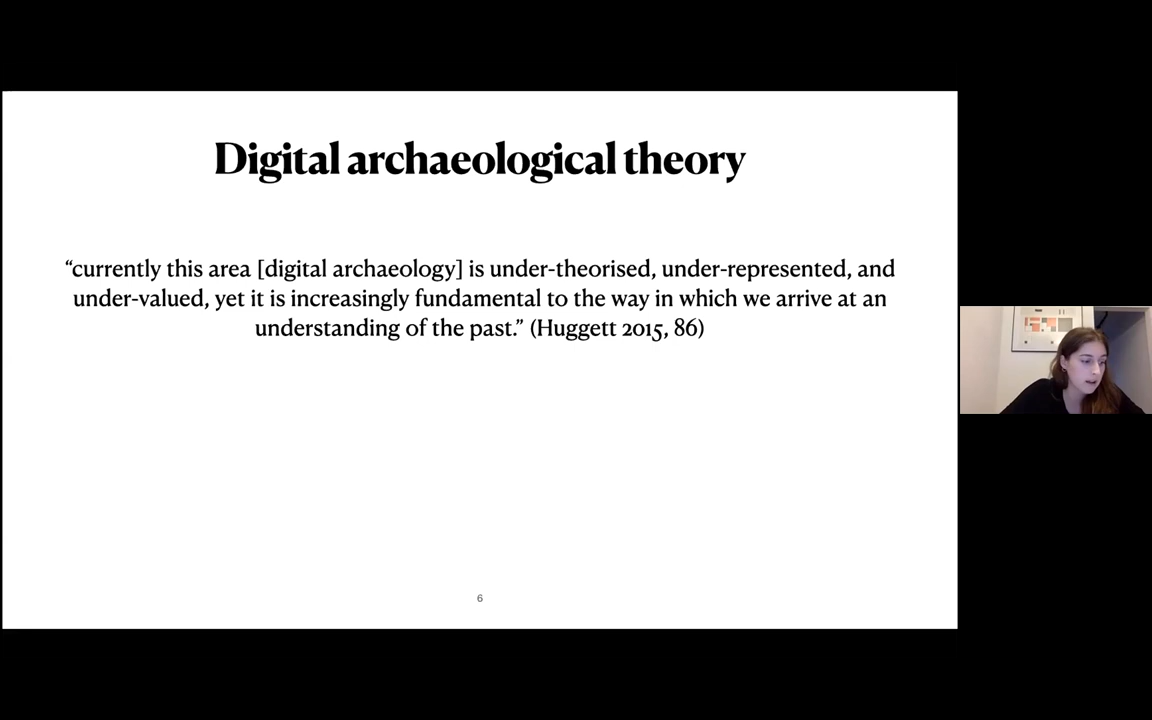 Digital archaeological theory
“currently this area [digital archaeology] is under-theorised, under-represented, and
under-valued, yet it is increasingly fundamental to the way in which we arrive at an
understanding of the past.” (Huggett 2015, 86)
6